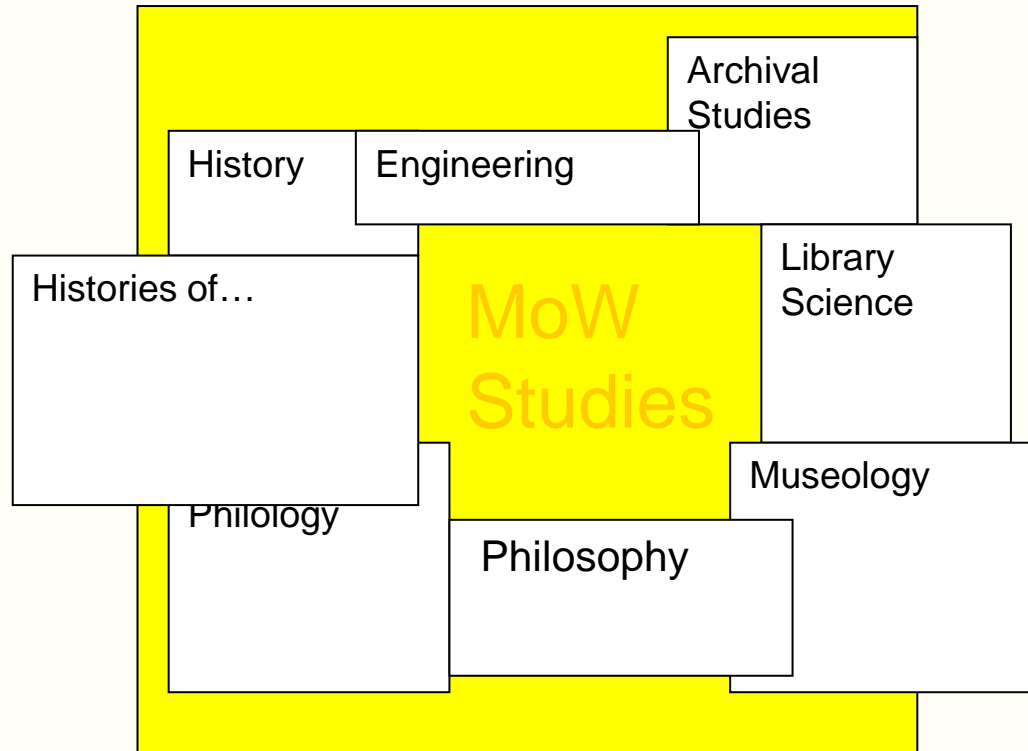 Archival
Studies
History
Engineering
Library
Science
Histories of…
MoW
Studies
Museology
Philology
Philosophy